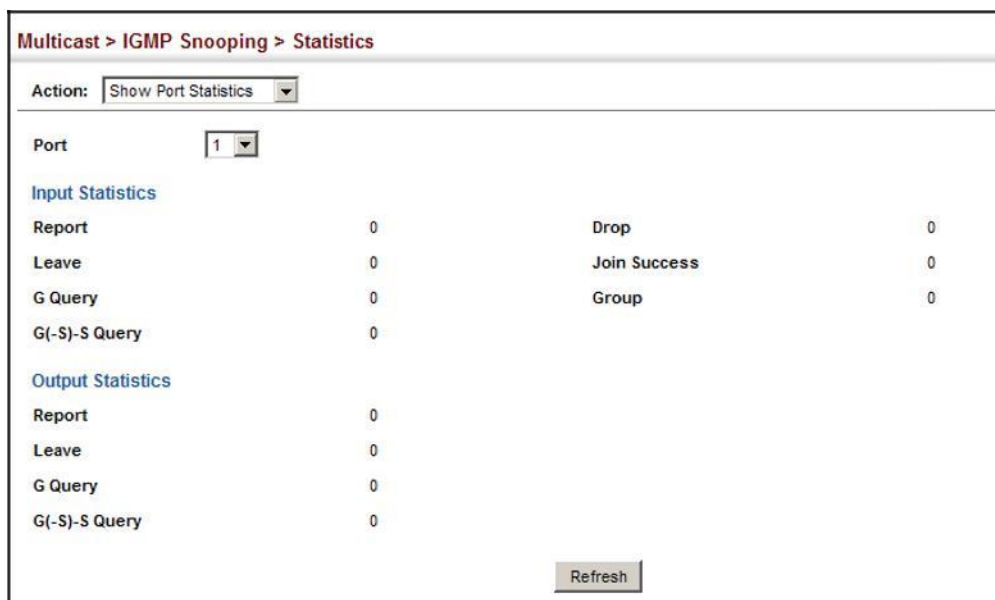 Multicast > IGMP Snooping > Statistics
Action: Show Port Statistics
Port 1
Input Statistics
Report 0 Drop 0
Leave 0 Join Success 0
G Query 0 Group 0
G(-S)-S Query 0
Output Statistics
Report 0
Leave 0
G Query 0
G(-S)-S Query 0
Refresh